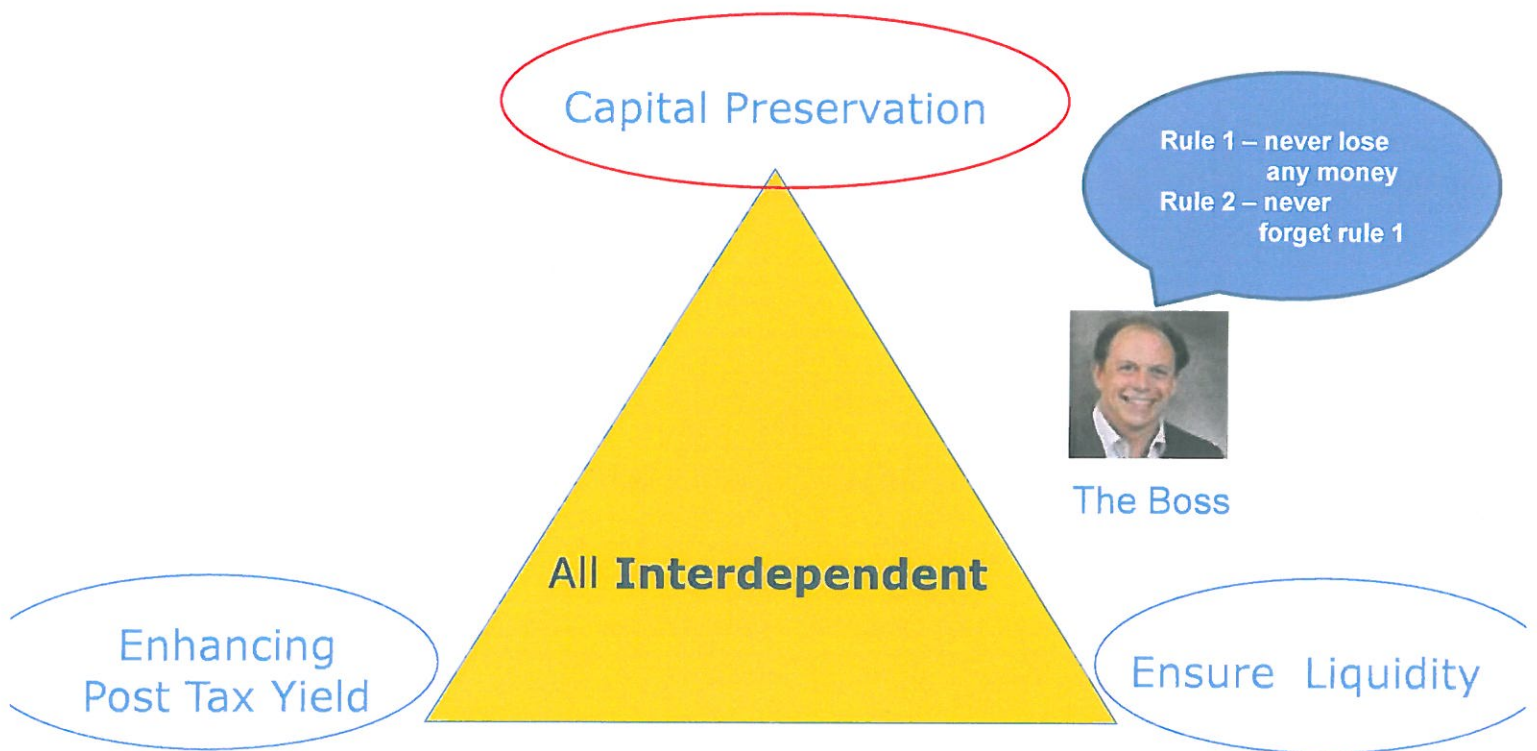 Capital Preservation
Rule 1 – never lose
any money
Rule 2 – never
forget rule 1
The Boss
All Interdependent
Enhancing
Post Tax Yield
Ensure Liquidity